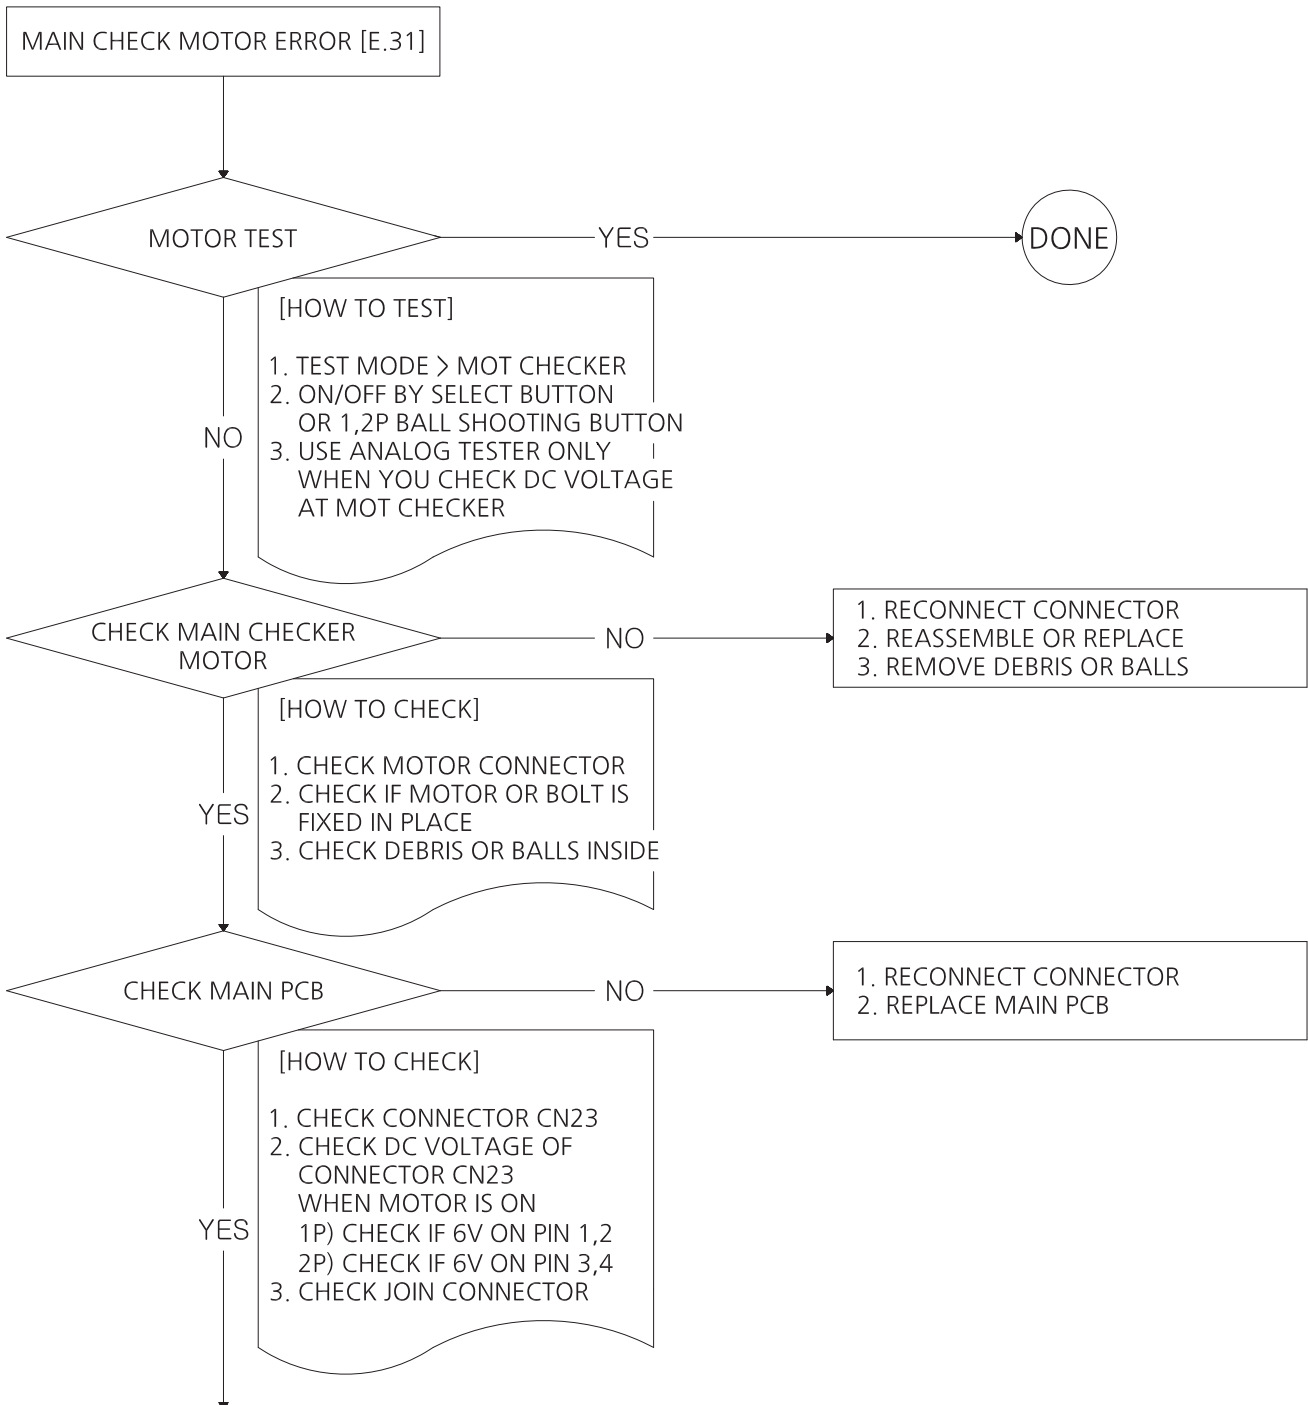 MAIN CHECK MOTOR ERROR [E.31]
MOTOR TEST
YES
DONE
[HOW TO TEST]
1. TEST MODE > MOT CHECKER
2. ON/OFF BY SELECT BUTTON
OR 1,2P BALL SHOOTING BUTTON
3. USE ANALOG TESTER ONLY
WHEN YOU CHECK DC VOLTAGE
AT MOT CHECKER
NO
CHECK MAIN CHECKER
MOTOR
NO
1. RECONNECT CONNECTOR
2. REASSEMBLE OR REPLACE
3. REMOVE DEBRIS OR BALLS
[HOW TO CHECK]
1. CHECK MOTOR CONNECTOR
2. CHECK IF MOTOR OR BOLT IS
FIXED IN PLACE
3. CHECK DEBRIS OR BALLS INSIDE
YES
CHECK MAIN PCB
NO
1. RECONNECT CONNECTOR
2. REPLACE MAIN PCB
[HOW TO CHECK]
1. CHECK CONNECTOR CN23
2. CHECK DC VOLTAGE OF
CONNECTOR CN23
WHEN MOTOR IS ON
1P) CHECK IF 6V ON PIN 1,2
2P) CHECK IF 6V ON PIN 3,4
3. CHECK JOIN CONNECTOR
YES